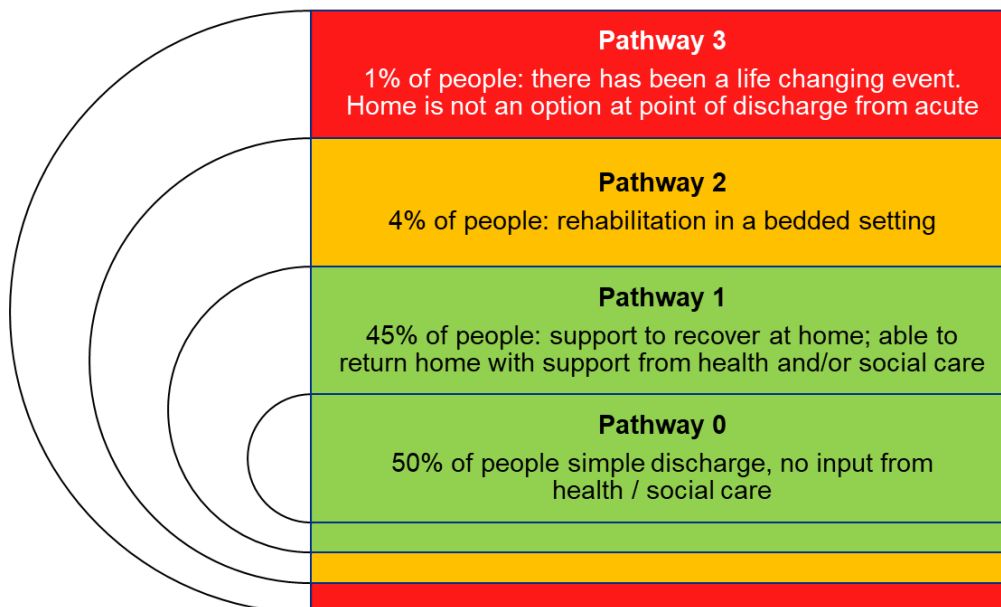 Pathway 3
1% of people: there has been a life changing event.
Home is not an option at point of discharge from acute
Pathway 2
4% of people: rehabilitation in a bedded setting
Pathway 1
45% of people: support to recover at home; able to
return home with support from health and/or social care
Pathway 0
50% of people simple discharge, no input from
health / social care